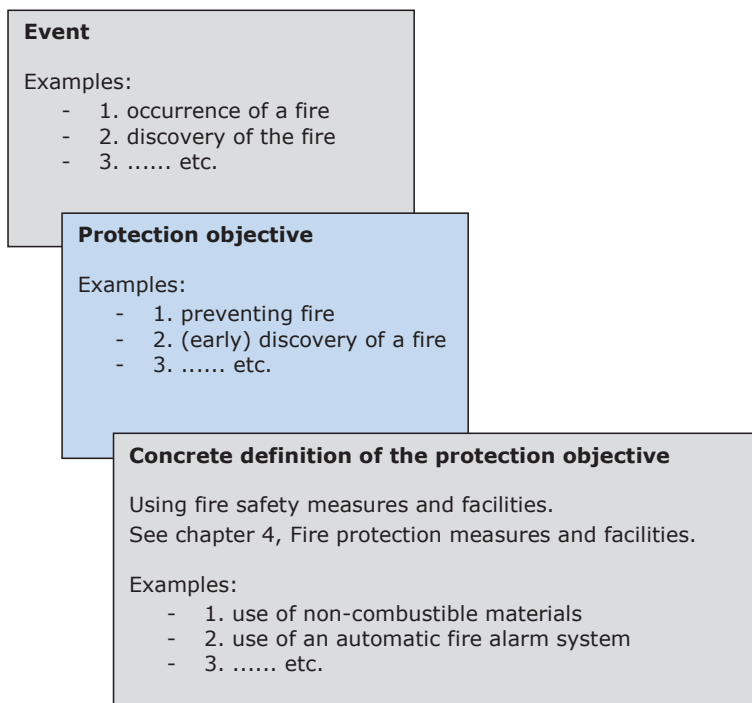 Event
Examples:
- 1. occurrence of a fire
- 2. discovery of the fire
- 3. ...... etc.
Protection objective
Examples:
- 1. preventing fire
- 2. (early) discovery of a fire
- 3. ...... etc.
Concrete definition of the protection objective
Using fire safety measures and facilities.
See chapter 4, Fire protection measures and facilities.
Examples:
- 1. use of non-combustible materials
- 2. use of an automatic fire alarm system
- 3. ...... etc.